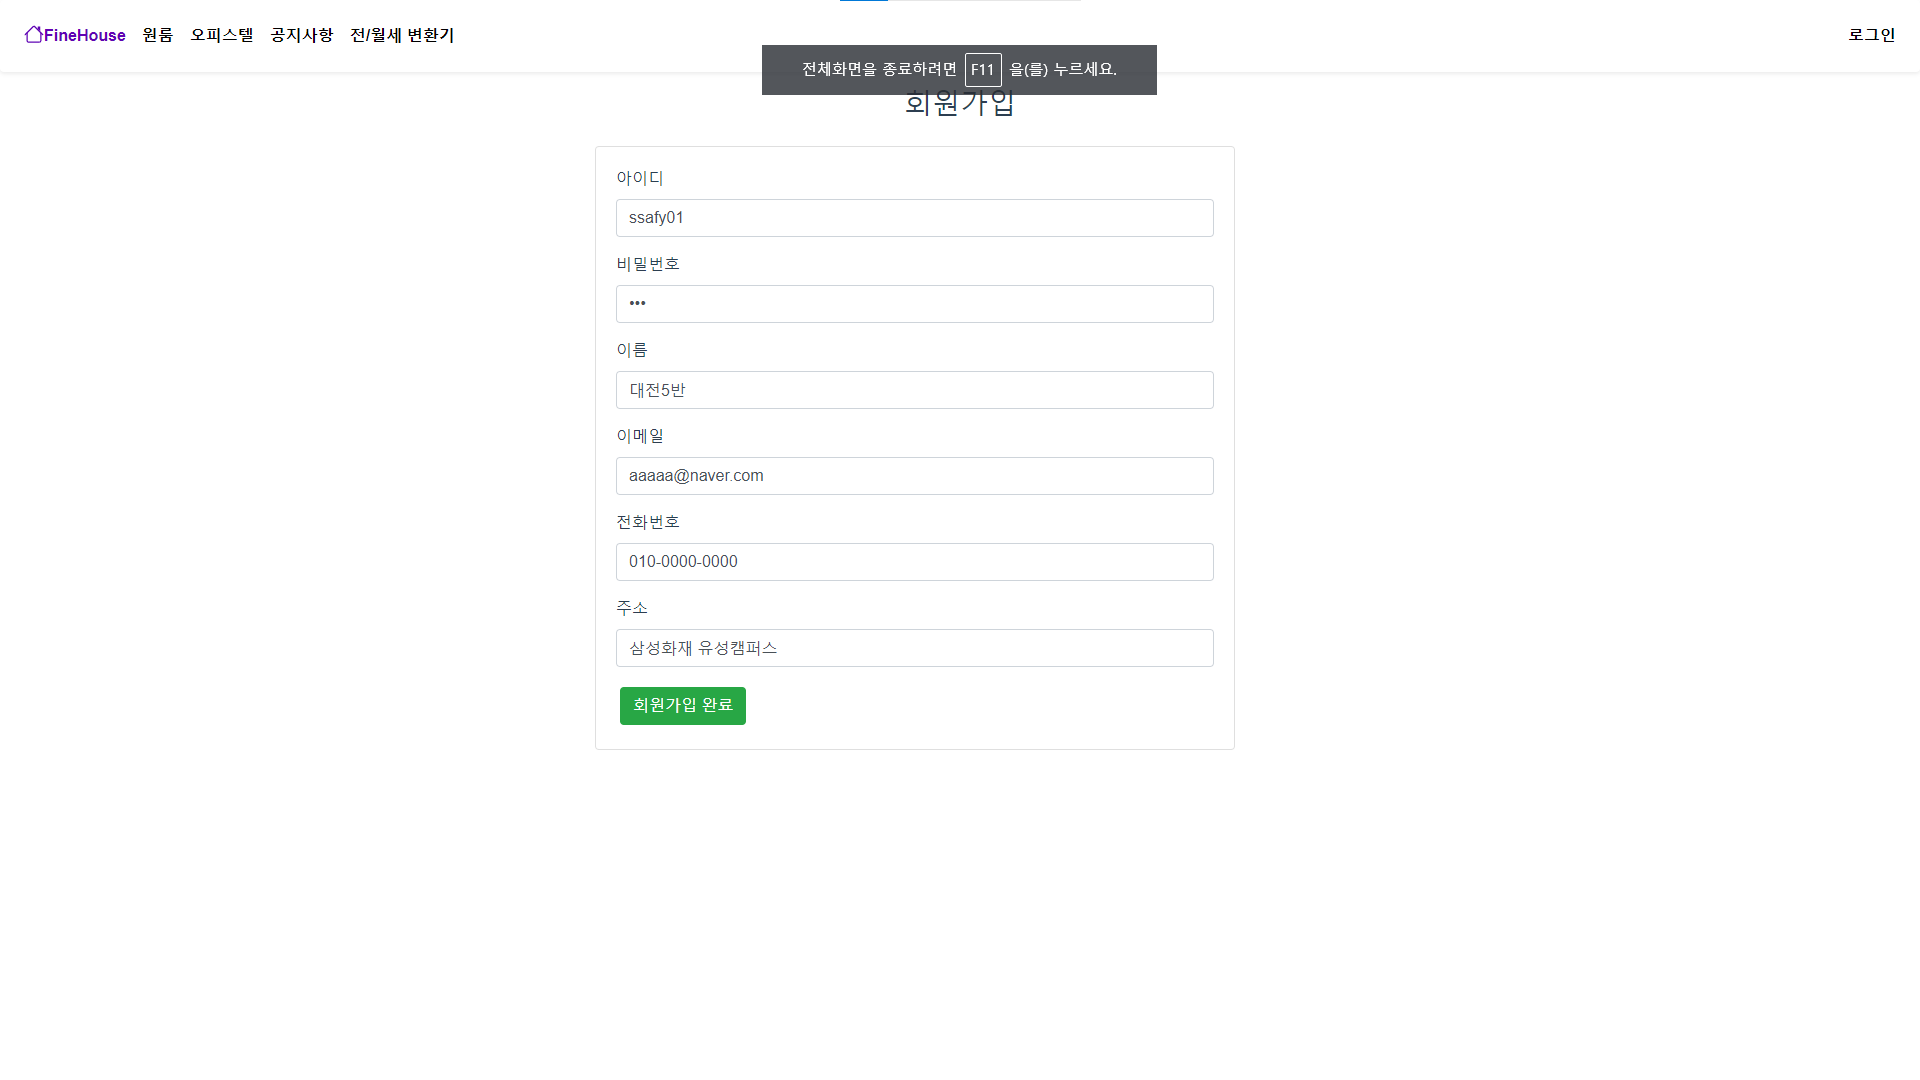 FineHouse 원룸 오피스텔 공지사항 전/월세 변환기 로그인
전체화면을 종료하려면 F11 을(를) 누르세요.
회원가입
아이디
ssafy01
비밀번호
•••
이름
대전5반
이메일
aaaaa@naver.com
전화번호
010-0000-0000
주소
삼성화재 유성캠퍼스
회원가입 완료